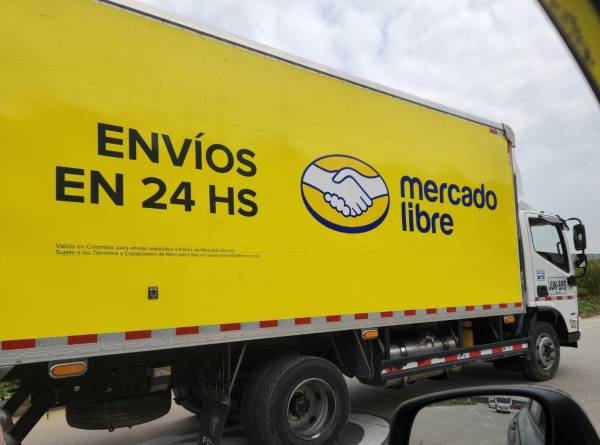 ENVÍOS
EN 24 HS
mercado
libre
Válido en Colombia, para envíos realizados a través de Mercado Envíos
Sujeto a los Términos y Condiciones de Mercado Libre en www.mercadolibre.com.co